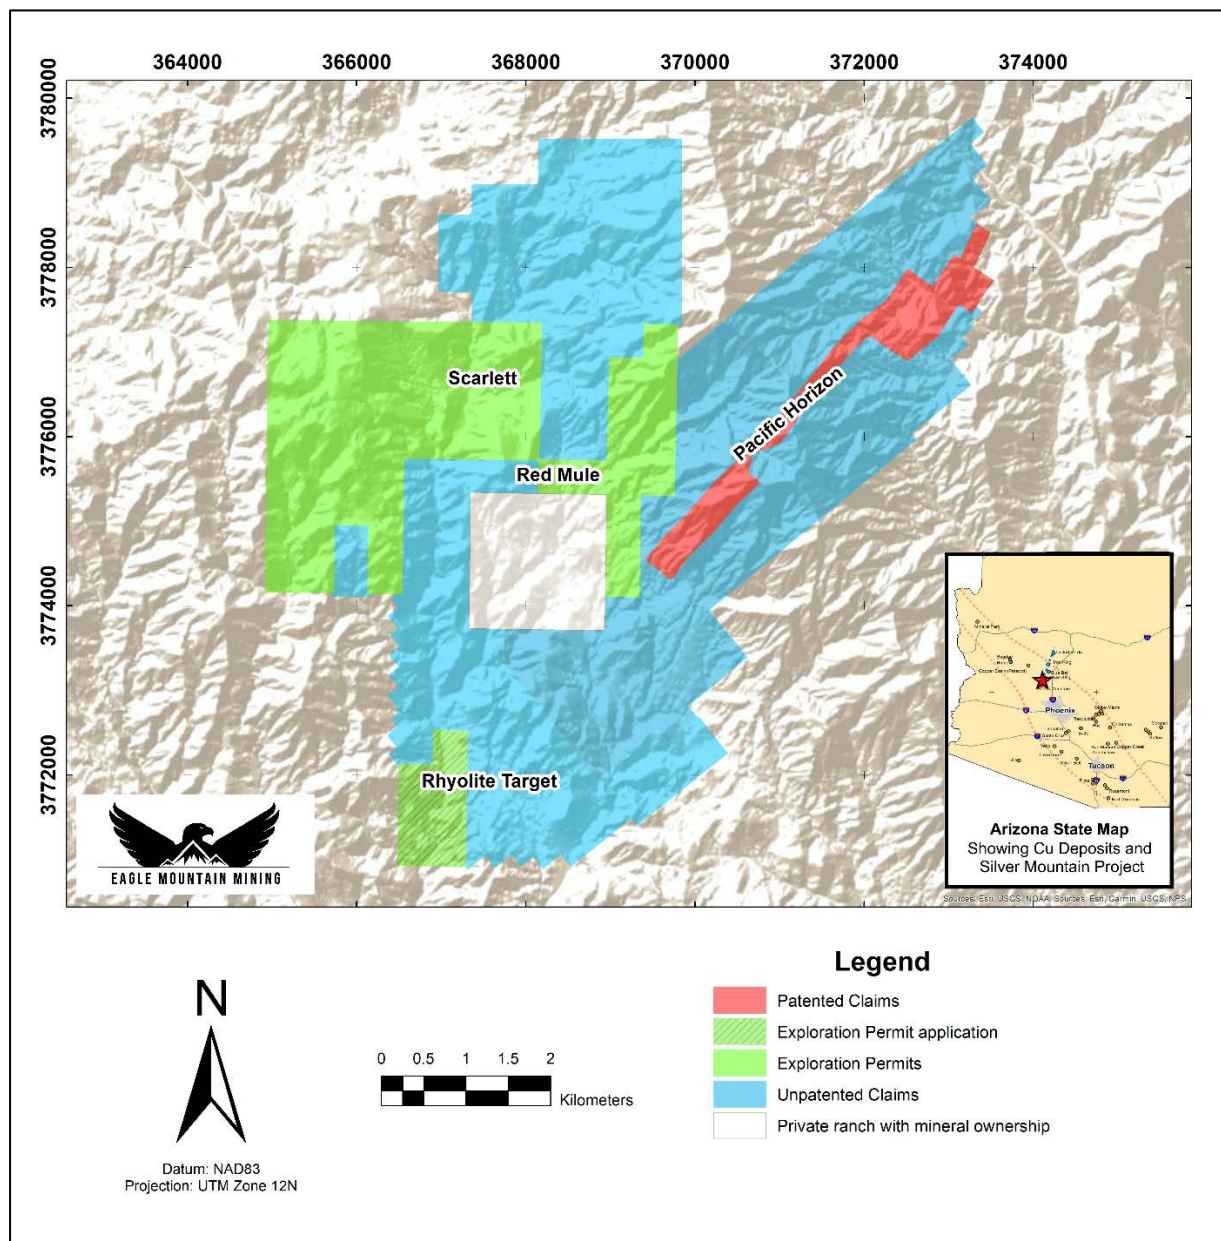 364000 366000 368000 370000 372000 374000
3780000
3778000
3776000
3774000
3772000
Scarlett
Pacific Horizon
Red Mule
Rhyolite Target
EAGLE MOUNTAIN MINING
Phoenix
Tucson
Rosemont
Arizona State Map
Showing Cu Deposits and
Silver Mountain Project
Sources: Esri, USCS, NOAA, Sources: Esri, Garmin, USGS, NPS
N
Datum: NAD83
Projection: UTM Zone 12N
0 0.5 1 1.5 2
Kilometers
Legend
Patented Claims
Exploration Permit application
Exploration Permits
Unpatented Claims
Private ranch with mineral ownership